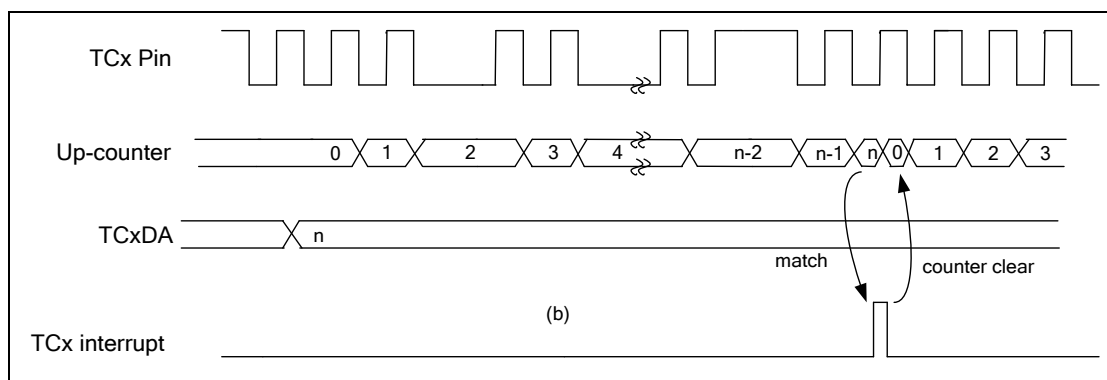 TCx Pin
Up-counter
0 1 2 3 4 n-2 n-1 n 0 1 2 3
TCxDA
n
match
counter clear
(b)
TCx interrupt